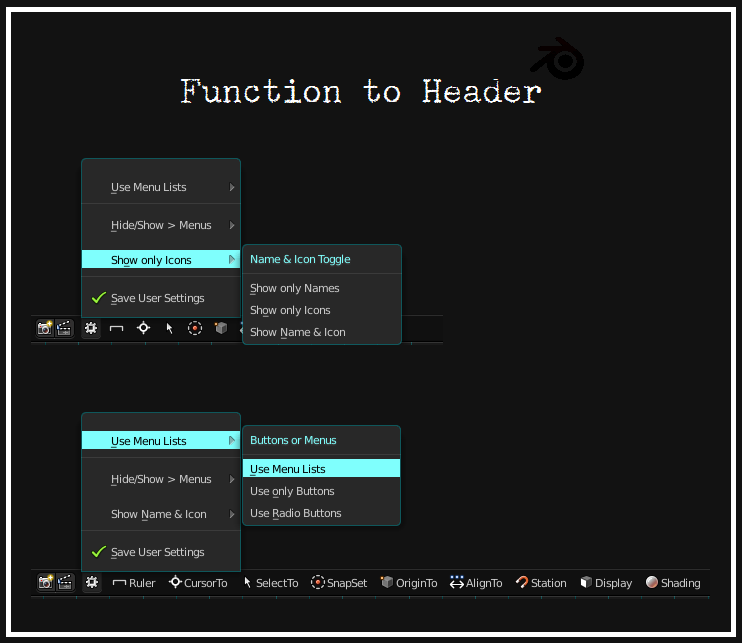 Function to Header
Use Menu Lists
Hide/Show > Menus
Show only Icons
Name & Icon Toggle
Show only Names
Save User Settings
Show only Icons
Show Name & Icon
Use Menu Lists
Buttons or Menus
Use Menu Lists
Hide/Show > Menus
Use only Buttons
Show Name & Icon
Use Radio Buttons
Save User Settings
Ruler CursorTo SelectTo SnapSet OriginTo AlignTo Station Display Shading